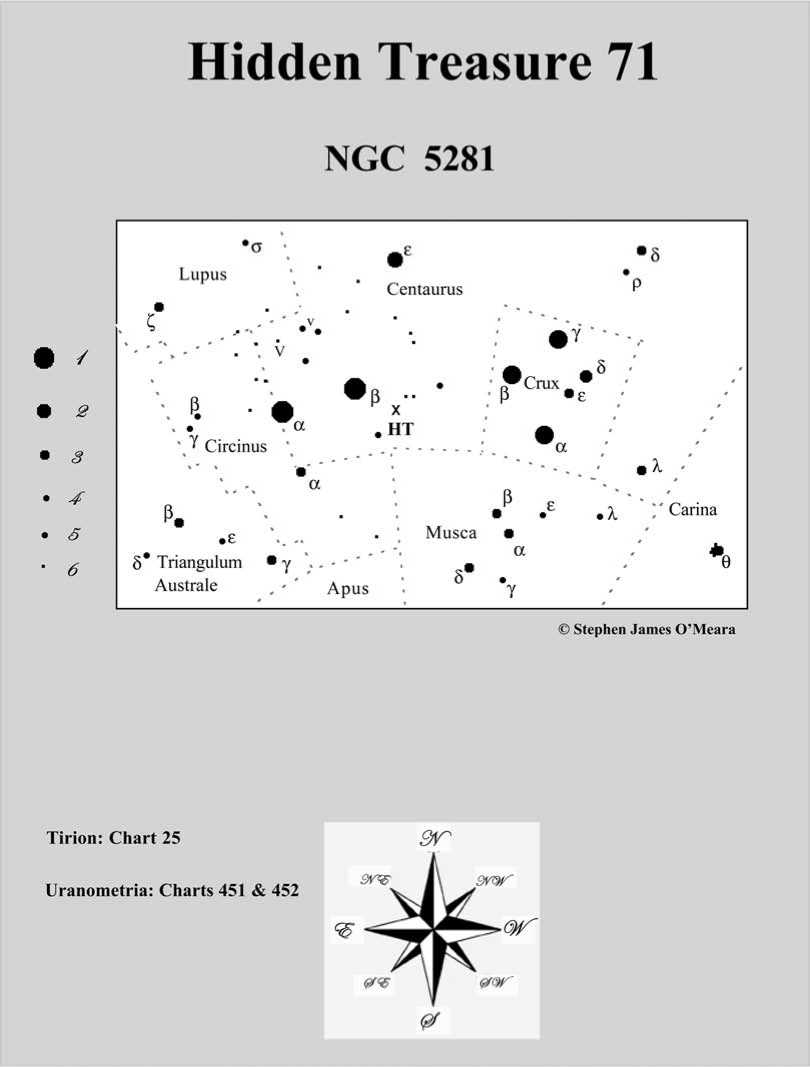 Hidden Treasure 71
NGC 5281
σ
Lupus
ζ
ε
Centaurus
δ
ρ
v
V
γ
β
Crux
δ
ε
α
1
2
3
4
5
6
β
γ
Circinus
α
β
x
HT
α
λ
Carina
θ
β
δ
ε
Triangulum
Australe
γ
Apus
Musca
β
ε
λ
α
δ
γ
© Stephen James O’Meara
Tirion: Chart 25
Uranometria: Charts 451 & 452
N
NE
NW
E
W
SE
SW
S